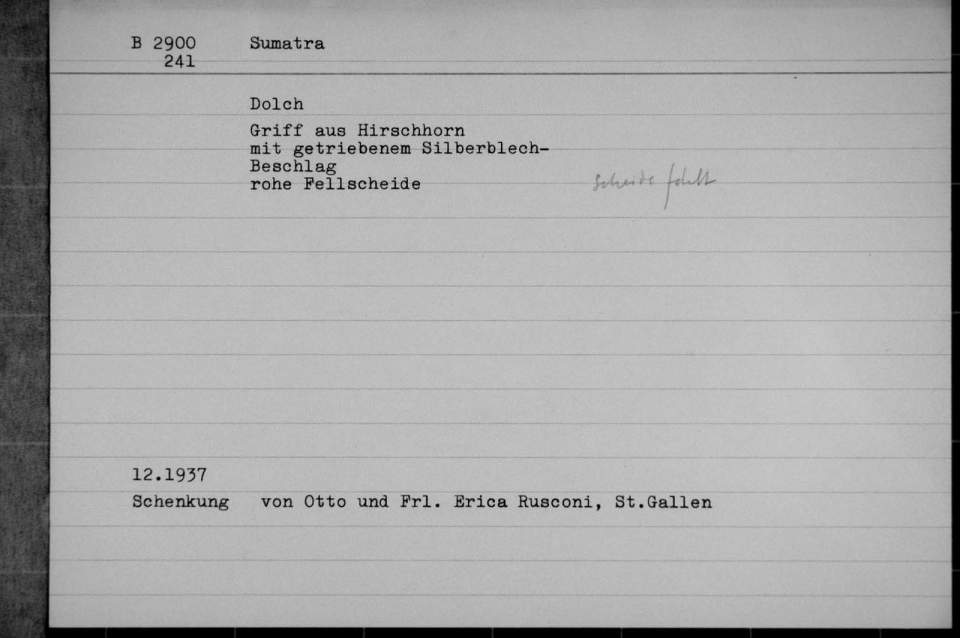 B 2900 Sumatra
241
Dolch
Griff aus Hirschhorn
mit getriebenem Silberblech-
Beschlag
rohe Fellscheide
Scheide fehlt
12.1937
Schenkung von Otto und Frl. Erica Rusconi, St.Gallen